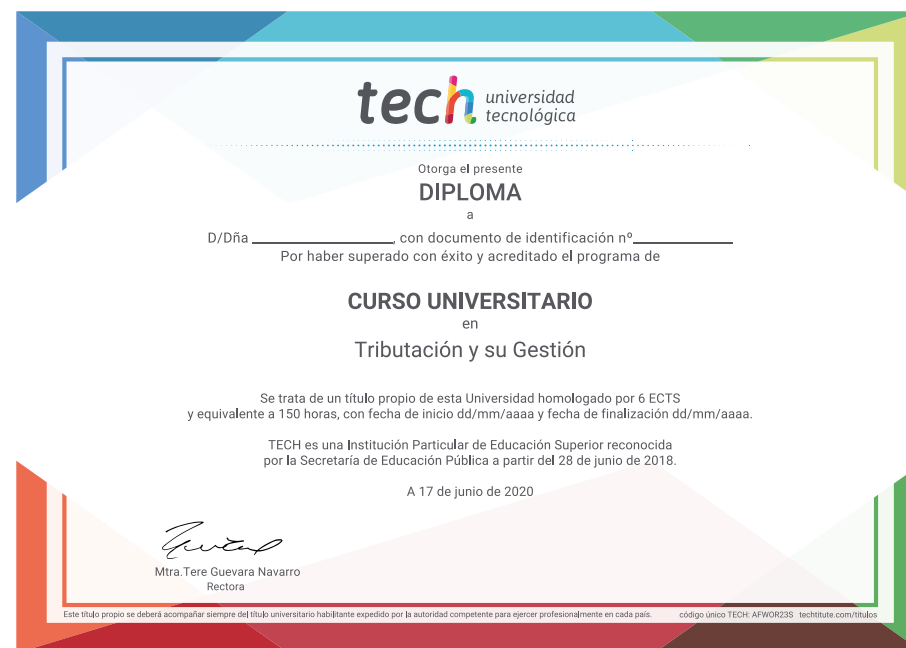 tech universidad
tecnológica
Otorga el presente
DIPLOMA
a
D/Dña ____________________, con documento de identificación nº______________
Por haber superado con éxito y acreditado el programa de
CURSO UNIVERSITARIO
en
Tributación y su Gestión
Se trata de un título propio de esta Universidad homologado por 6 ECTS
y equivalente a 150 horas, con fecha de inicio dd/mm/aaaa y fecha de finalización dd/mm/aaaa.
TECH es una Institución Particular de Educación Superior reconocida
por la Secretaría de Educación Pública a partir del 28 de junio de 2018.
A 17 de junio de 2020
Mtra.Tere Guevara Navarro
Rectora
Este título propio se deberá acompañar siempre del título universitario habilitante expedido por la autoridad competente para ejercer profesionalmente en cada país. código único TECH: AFWOR23S techtitute.com/titulos